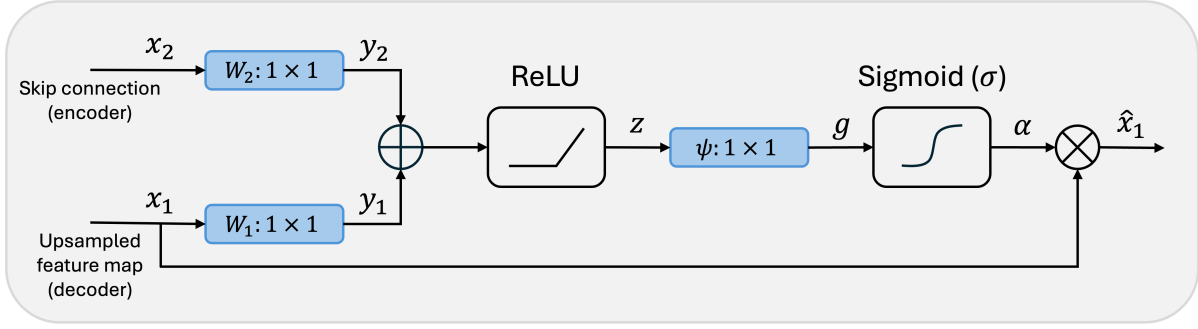 x₂
W₂: 1 × 1
y₂
Skip connection
(encoder)
ReLU
Sigmoid (σ)
z
ψ: 1 × 1
g
α
x̂₁
x₁
W₁: 1 × 1
y₁
Upsampled
feature map
(decoder)